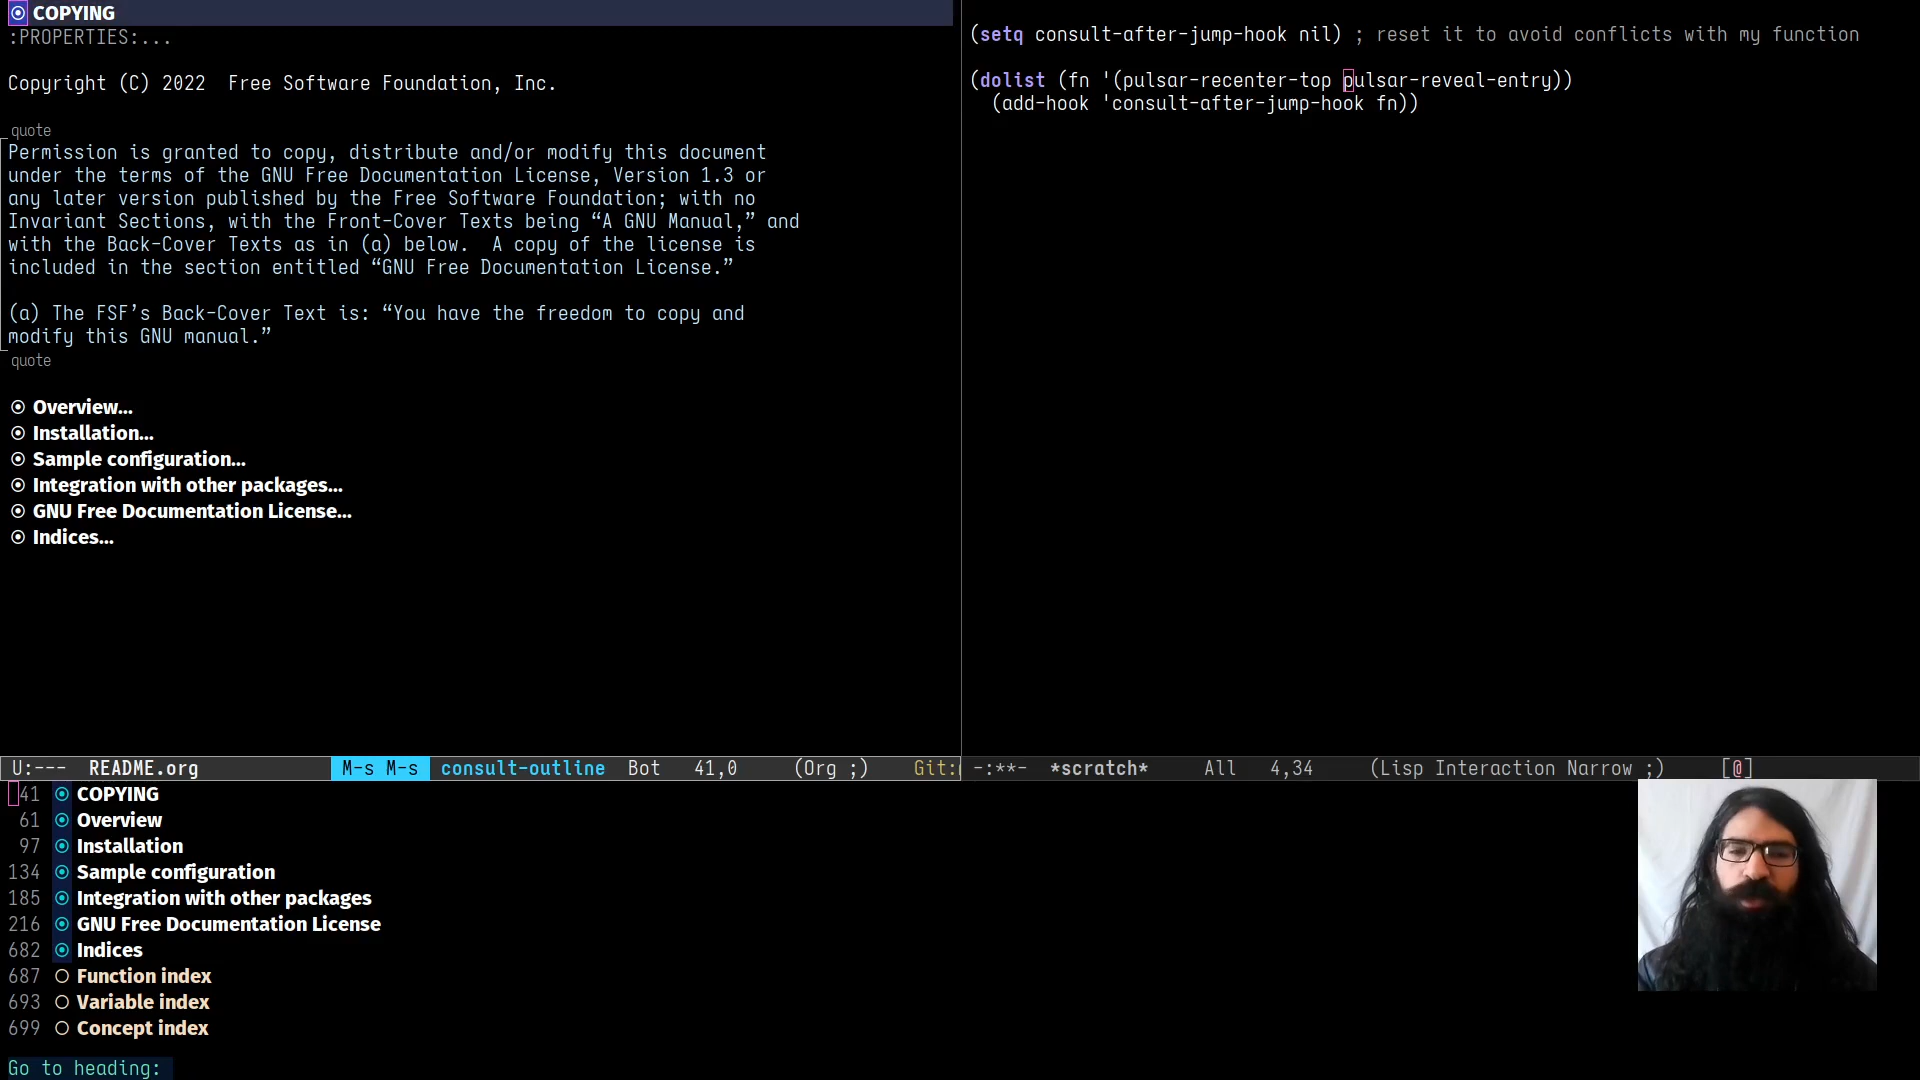 COPYING
:PROPERTIES:...
Copyright (C) 2022  Free Software Foundation, Inc.
quote
Permission is granted to copy, distribute and/or modify this document
under the terms of the GNU Free Documentation License, Version 1.3 or
any later version published by the Free Software Foundation; with no
Invariant Sections, with the Front-Cover Texts being “A GNU Manual,” and
with the Back-Cover Texts as in (a) below.  A copy of the license is
included in the section entitled “GNU Free Documentation License.”
(a) The FSF’s Back-Cover Text is: “You have the freedom to copy and
modify this GNU manual.”
quote
Overview...
Installation...
Sample configuration...
Integration with other packages...
GNU Free Documentation License...
Indices...
U:---  README.org  M-s M-s  consult-outline  Bot  41,0  (Org ;)  Git:
(setq consult-after-jump-hook nil) ; reset it to avoid conflicts with my function
(dolist (fn '(pulsar-recenter-top pulsar-reveal-entry))
  (add-hook 'consult-after-jump-hook fn))
-:**-  *scratch*  All  4,34  (Lisp Interaction Narrow ;)  [@]
41 COPYING
61 Overview
97 Installation
134 Sample configuration
185 Integration with other packages
216 GNU Free Documentation License
682 Indices
687 Function index
693 Variable index
699 Concept index
Go to heading: